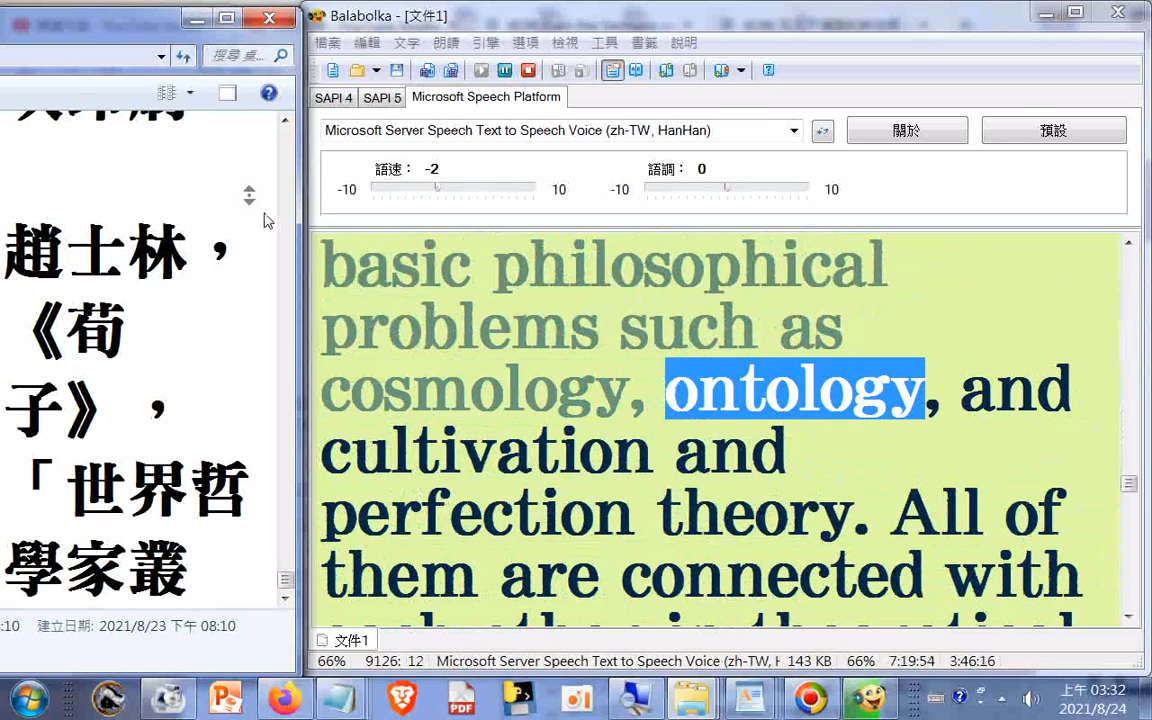 搜尋 桌...
趙士林，
《荀
子》，
「世界哲
學家叢
:10 建立日期: 2021/8/23 下午 08:10
Balabolka - [文件1]
檔案 編輯 文字 朗讀 引擎 選項 檢視 工具 書籤 說明
SAPI 4 SAPI 5 Microsoft Speech Platform
Microsoft Server Speech Text to Speech Voice (zh-TW, HanHan) 關於 預設
語速： -2 語調： 0
-10 10 -10 10
basic philosophical
problems such as
cosmology, ontology, and
cultivation and
perfection theory. All of
them are connected with
文件1
66% 9126: 12 Microsoft Server Speech Text to Speech Voice (zh-TW, H 143 KB 66% 7:19:54 3:46:16
PDF
上午 03:32
2021/8/24